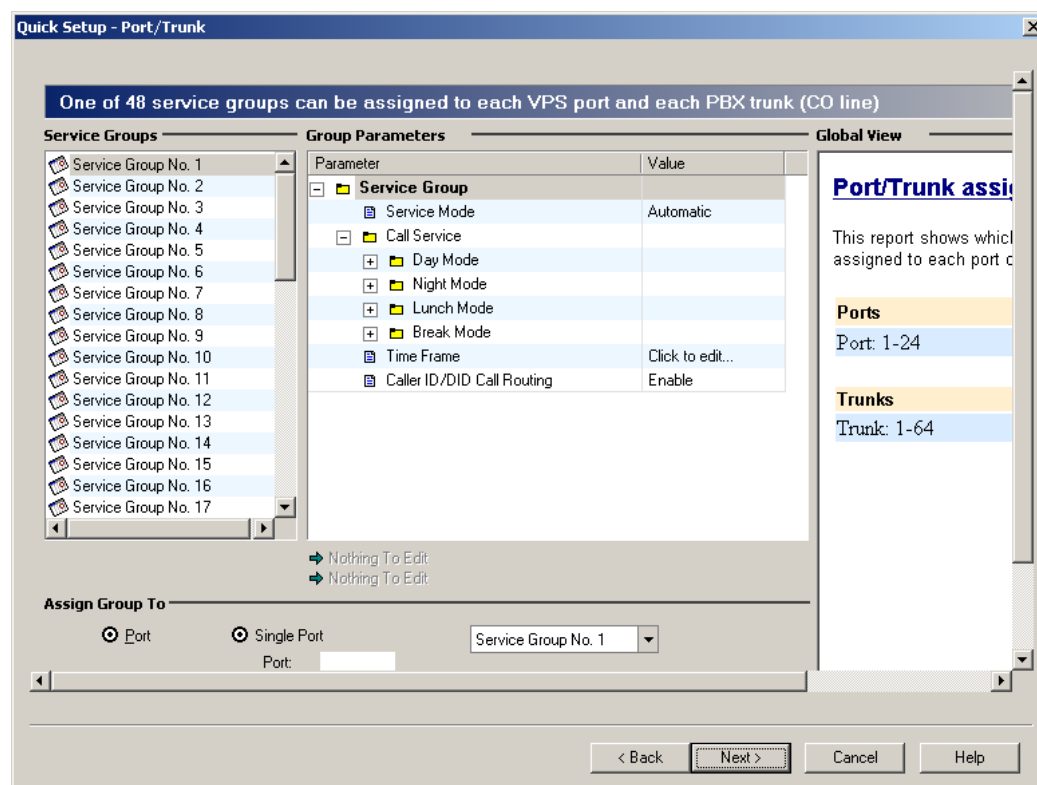 Quick Setup - Port/Trunk
One of 48 service groups can be assigned to each VPS port and each PBX trunk (CO line)
Service Groups
Service Group No. 1
Service Group No. 2
Service Group No. 3
Service Group No. 4
Service Group No. 5
Service Group No. 6
Service Group No. 7
Service Group No. 8
Service Group No. 9
Service Group No. 10
Service Group No. 11
Service Group No. 12
Service Group No. 13
Service Group No. 14
Service Group No. 15
Service Group No. 16
Service Group No. 17
Group Parameters
Parameter Value
Service Group
Service Mode Automatic
Call Service
Day Mode
Night Mode
Lunch Mode
Break Mode
Time Frame Click to edit...
Caller ID/DID Call Routing Enable
Nothing To Edit
Nothing To Edit
Global View
Port/Trunk assi
This report shows whicl
assigned to each port
Ports
Port: 1-24
Trunks
Trunk: 1-64
Assign Group To
Port Single Port Service Group No. 1
Port:
< Back Next > Cancel Help